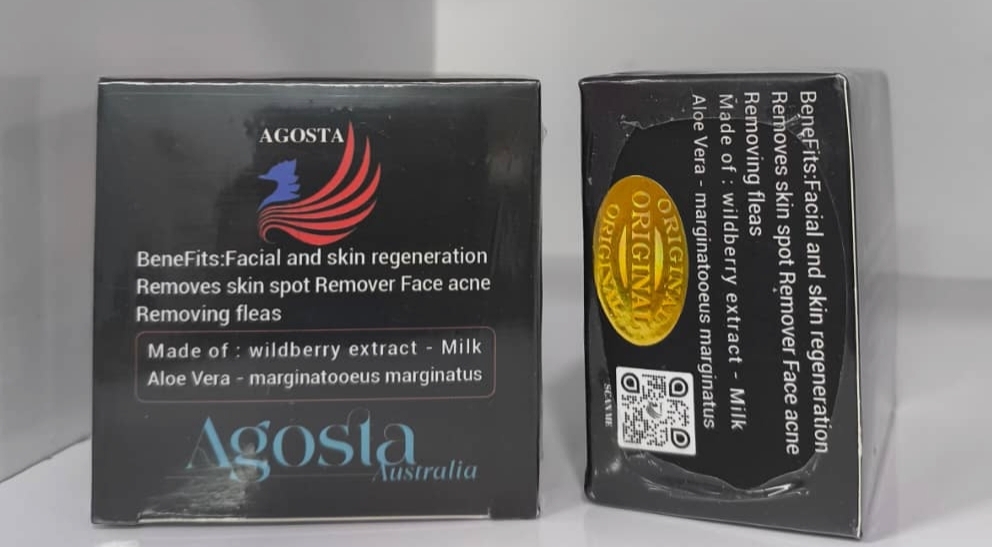 AGOSTA
BeneFits:Facial and skin regeneration
Removes skin spot Remover Face acne
Removing fleas
Made of : wildberry extract - Milk
Aloe Vera - marginatooeus marginatus
Agosta
Australia
BeneFits:Facial and skin regeneration
Removes skin spot Remover Face acne
Removing fleas
Made of : wildberry extract - Milk
Aloe Vera - marginatooeus marginatus
ORIGINAL
ORIGINAL
ORIGINAL
SCAN ME